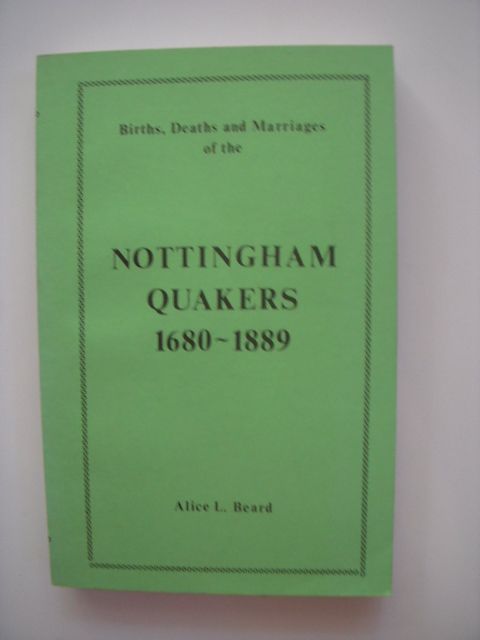 Births, Deaths and Marriages
of the
NOTTINGHAM
QUAKERS
1680~1889
Alice L. Beard